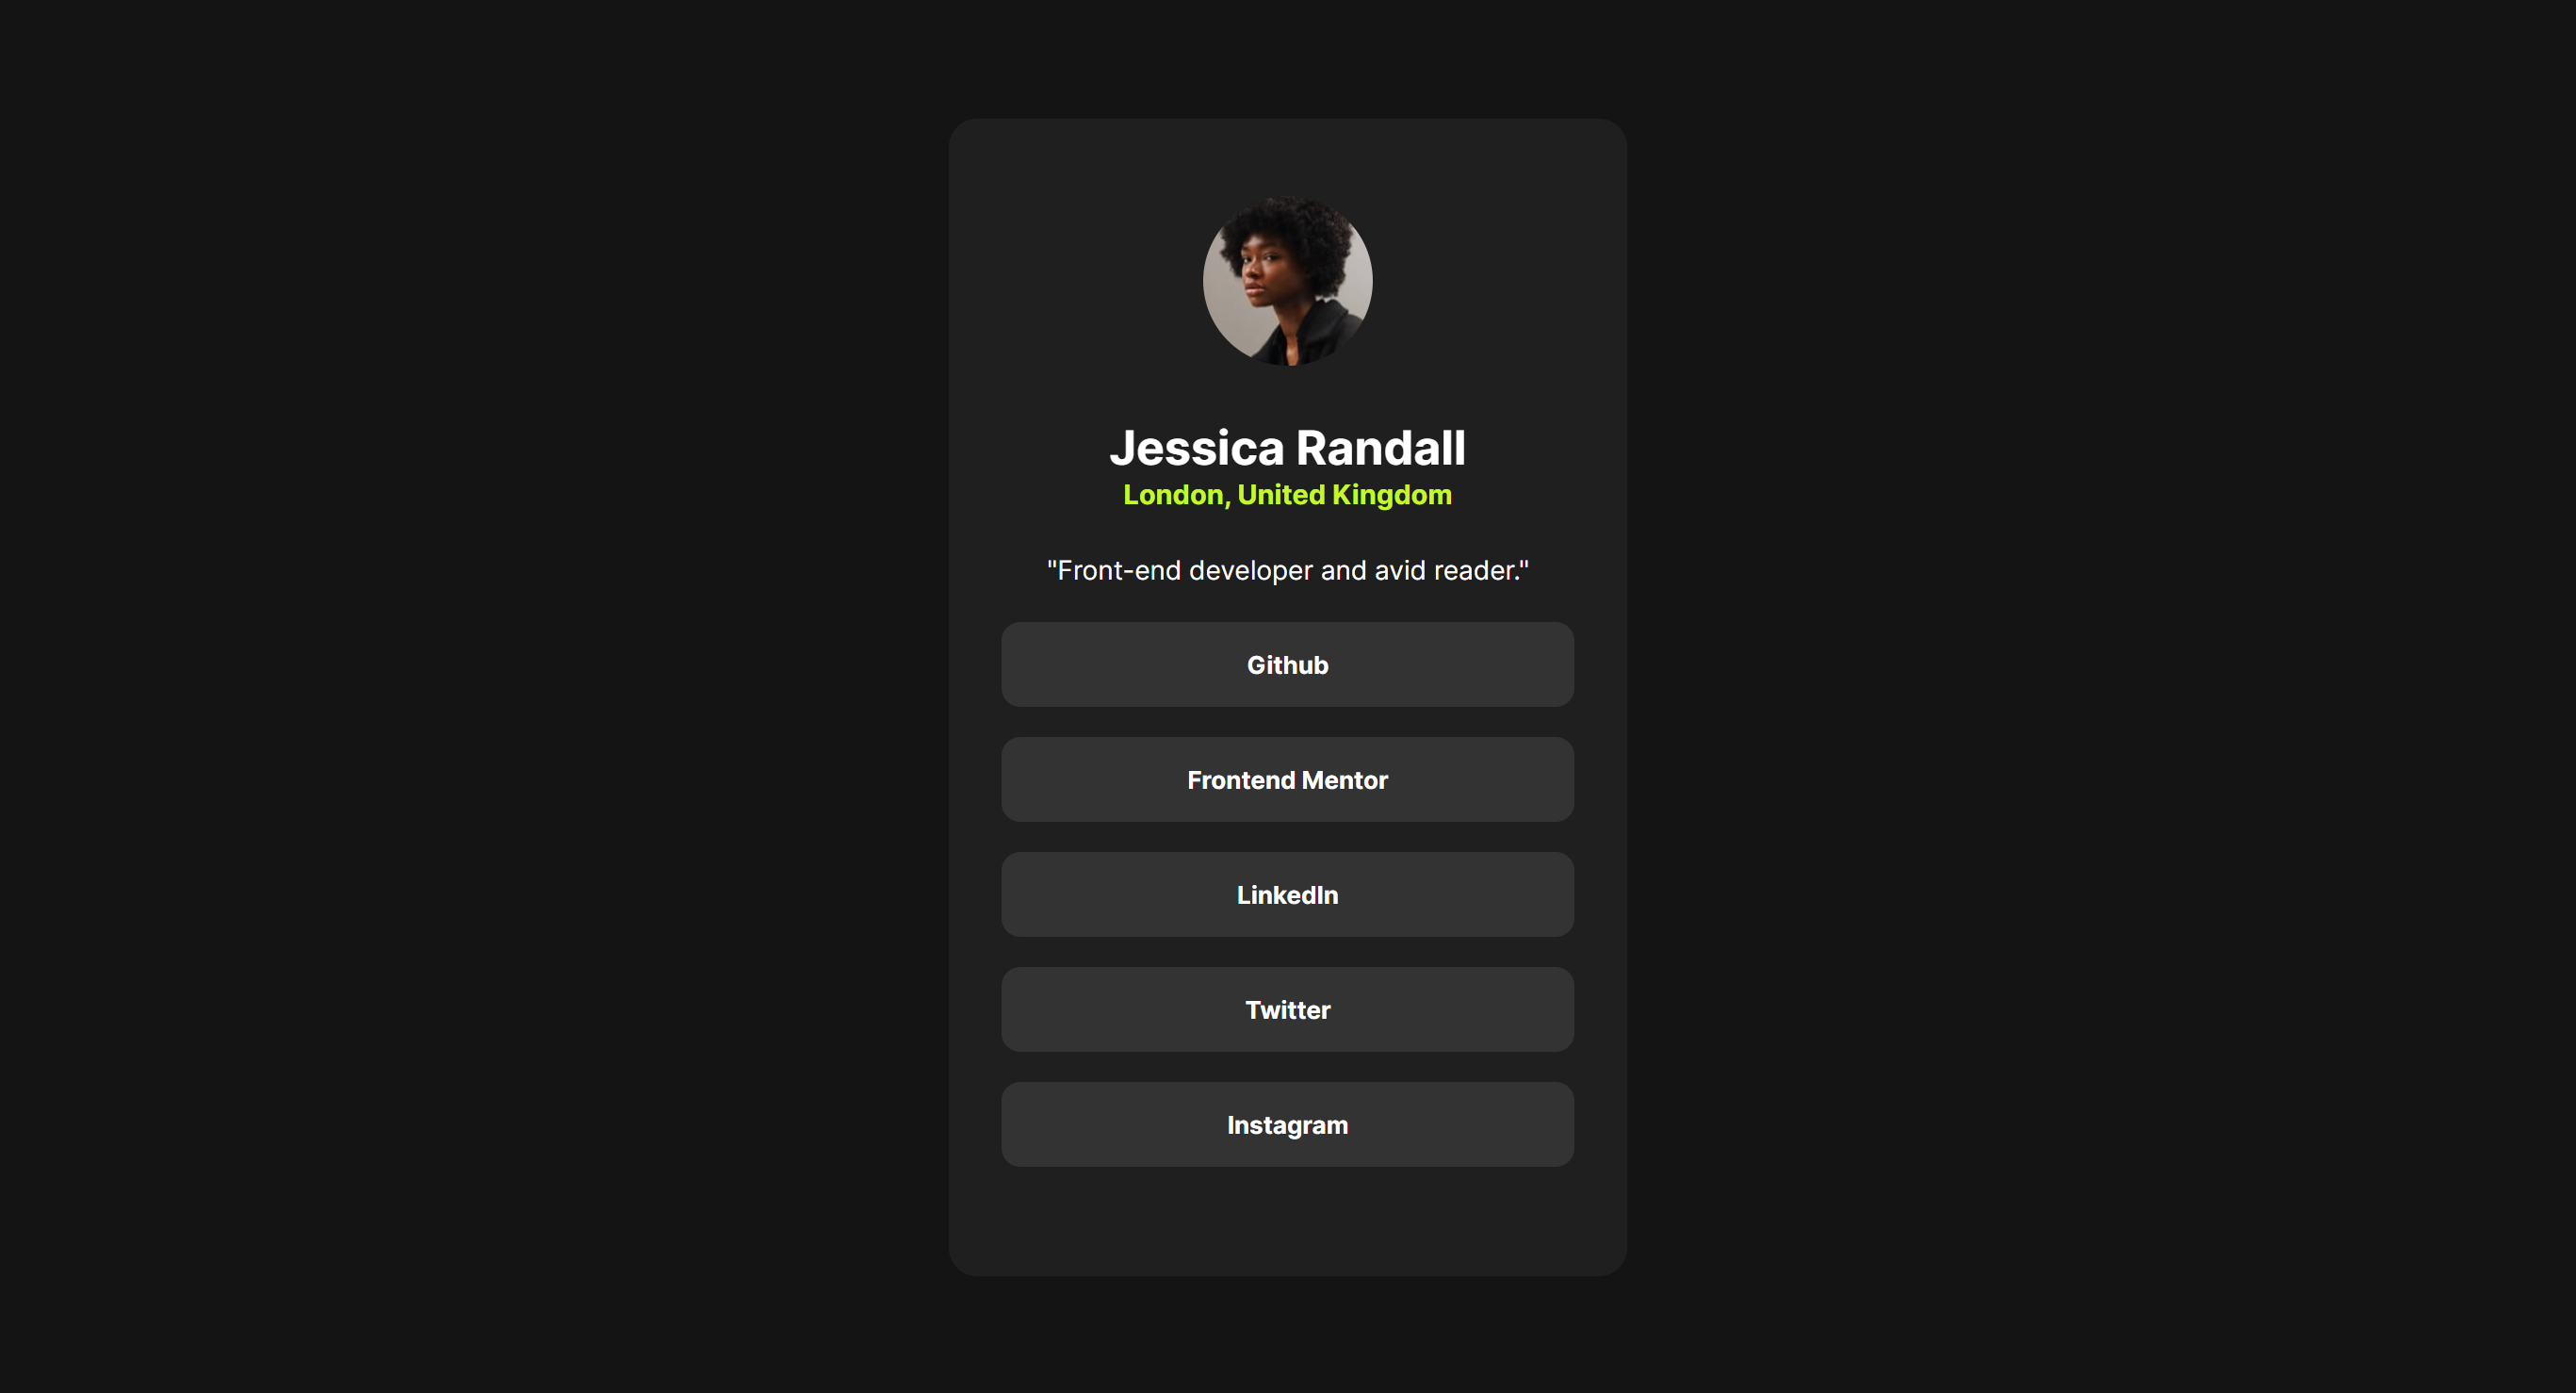 Jessica Randall
London, United Kingdom
"Front-end developer and avid reader."
Github
Frontend Mentor
LinkedIn
Twitter
Instagram